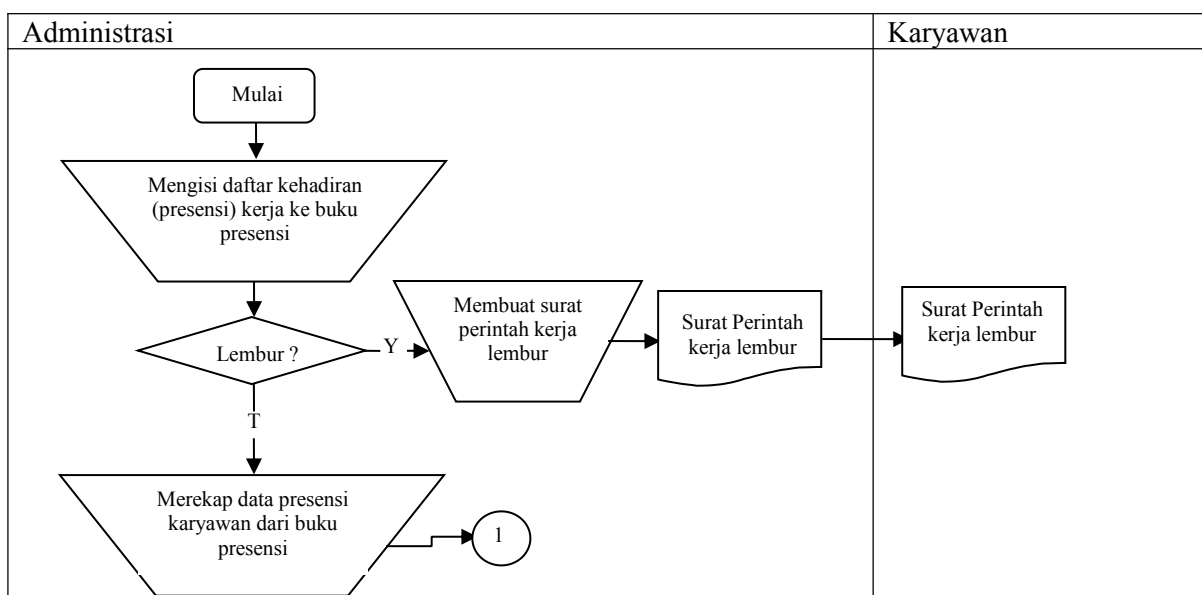 Administrasi
Karyawan
Mulai
Mengisi daftar kehadiran
(presensi) kerja ke buku
presensi
Lembur ?
Y
Membuat surat
perintah kerja
lembur
Surat Perintah
kerja lembur
Surat Perintah
kerja lembur
T
Merekap data presensi
karyawan dari buku
presensi
1